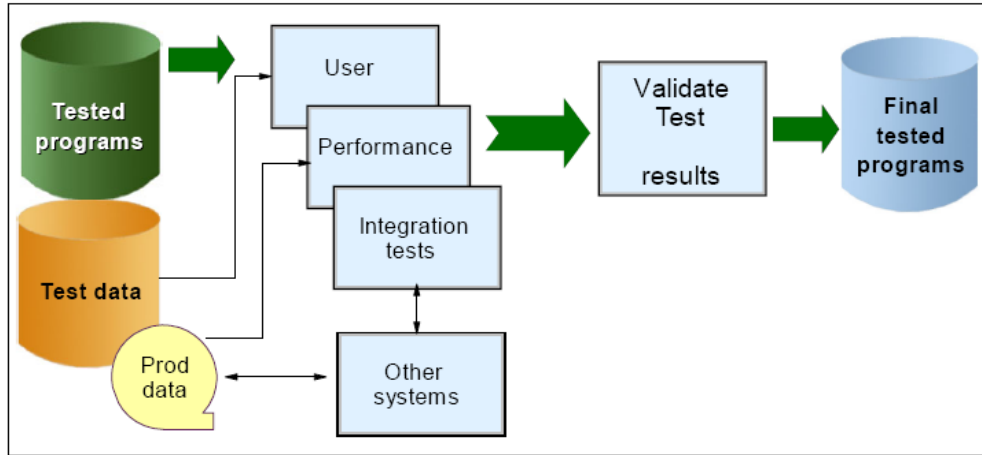 Tested
programs
User
Performance
Integration
tests
Validate
Test
results
Final
tested
programs
Test data
Prod
data
Other
systems